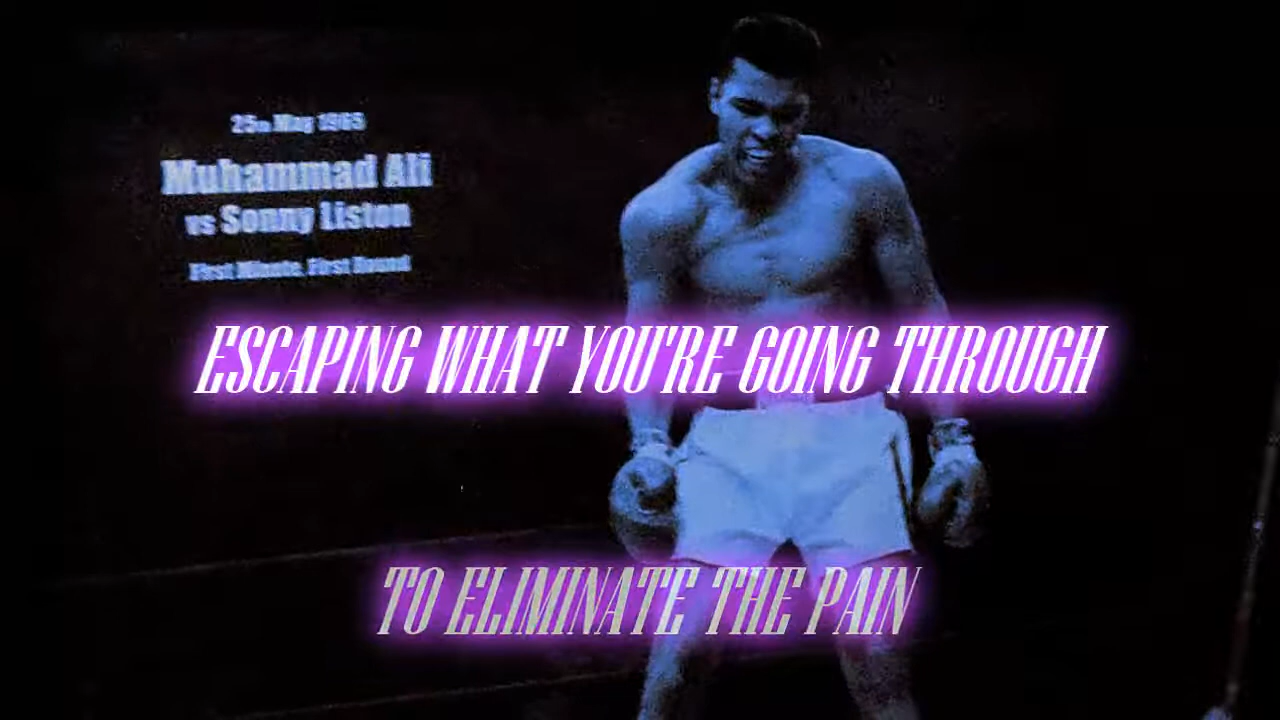 25th May 1965
Muhammad Ali
vs Sonny Liston
First Minute, First Round
ESCAPING WHAT YOU'RE GOING THROUGH
TO ELIMINATE THE PAIN